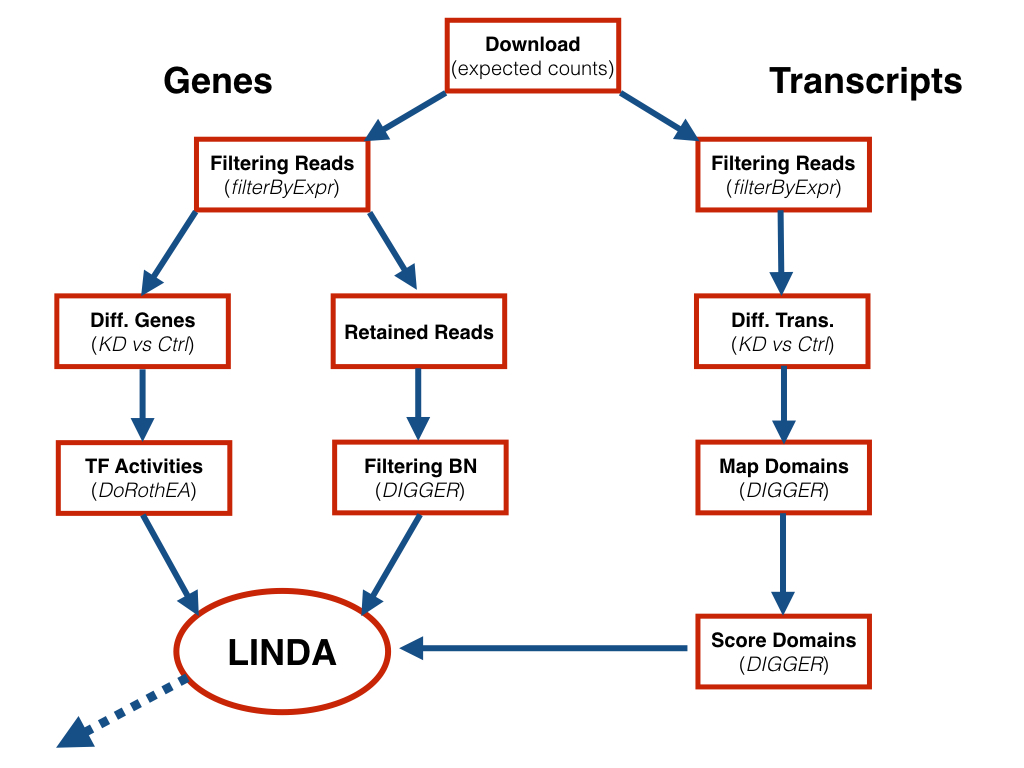 Download
(expected counts)
Genes
Transcripts
Filtering Reads
(filterByExpr)
Filtering Reads
(filterByExpr)
Diff. Genes
(KD vs Ctrl)
Retained Reads
Diff. Trans.
(KD vs Ctrl)
TF Activities
(DoRothEA)
Filtering BN
(DIGGER)
Map Domains
(DIGGER)
LINDA
Score Domains
(DIGGER)